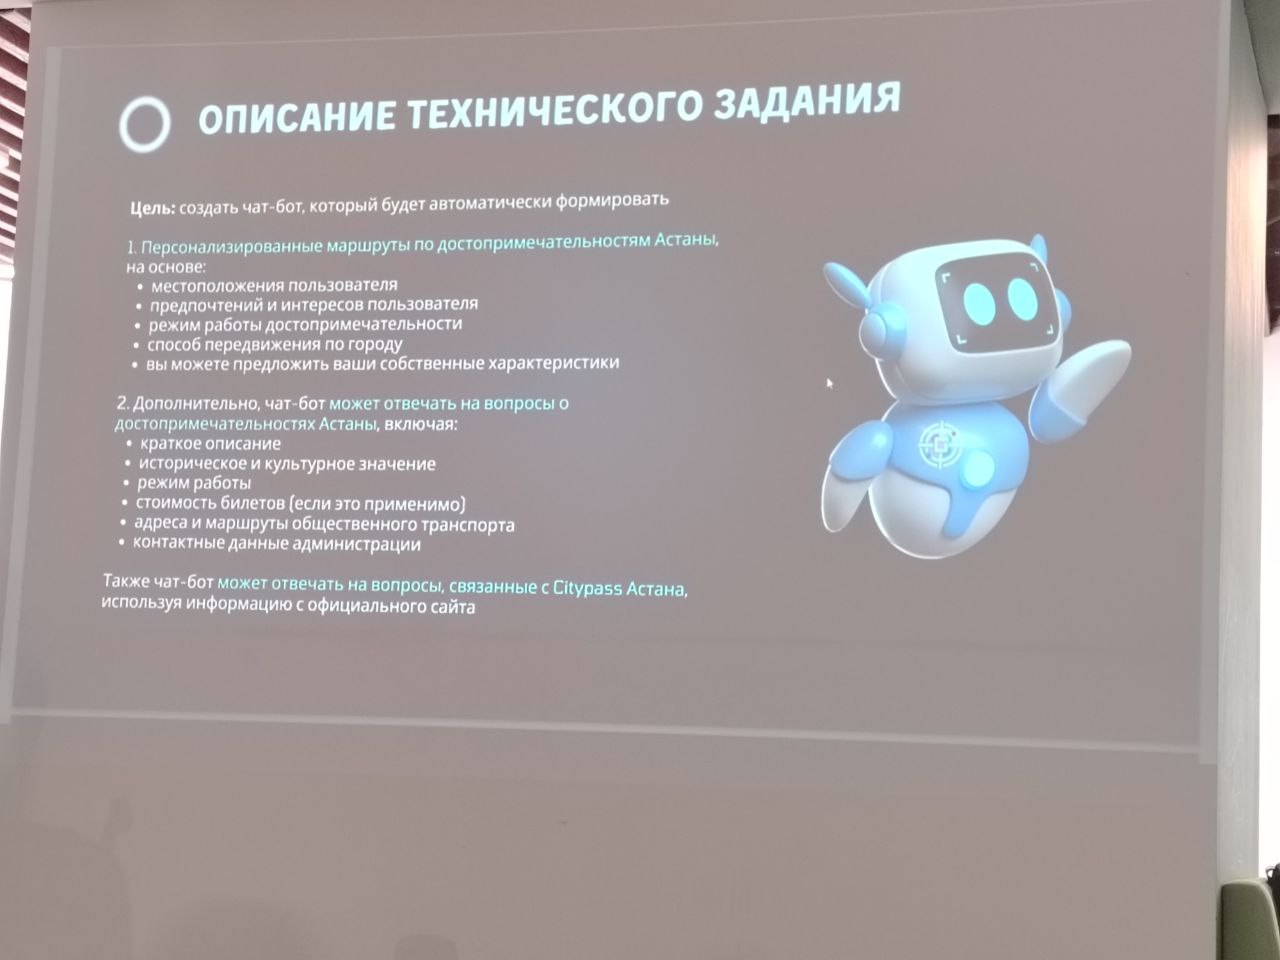 ОПИСАНИЕ ТЕХНИЧЕСКОГО ЗАДАНИЯ
Цель: создать чат-бот, который будет автоматически формировать
1. Персонализированные маршруты по достопримечательностям Астаны,
на основе:
• местоположения пользователя
• предпочтений и интересов пользователя
• режим работы достопримечательности
• способ передвижения по городу
• вы можете предложить ваши собственные характеристики
2. Дополнительно, чат-бот может отвечать на вопросы о
достопримечательностях Астаны, включая:
• краткое описание
• историческое и культурное значение
• режим работы
• стоимость билетов (если это применимо)
• адреса и маршруты общественного транспорта
• контактные данные администрации
Также чат-бот может отвечать на вопросы, связанные с Citypass Астана,
используя информацию с официального сайта